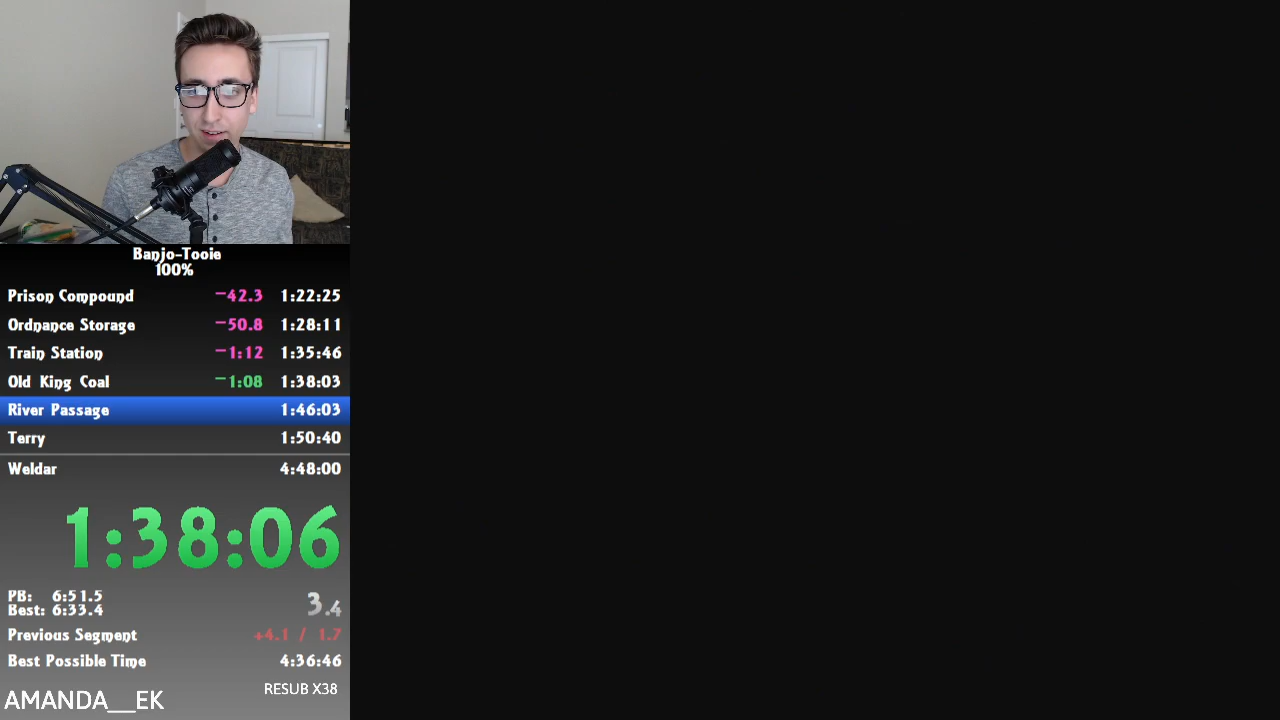 Banjo-Tooie
100%
Prison Compound −42.3 1:22:25
Ordnance Storage −50.8 1:28:11
Train Station −1:12 1:35:46
Old King Coal −1:08 1:38:03
River Passage 1:46:03
Terry 1:50:40
Weldar 4:48:00
1:38:06
PB: 6:51.5
Best: 6:33.4
3.4
Previous Segment +4.1 / 1.7
Best Possible Time 4:36:46
AMANDA__EK RESUB X38